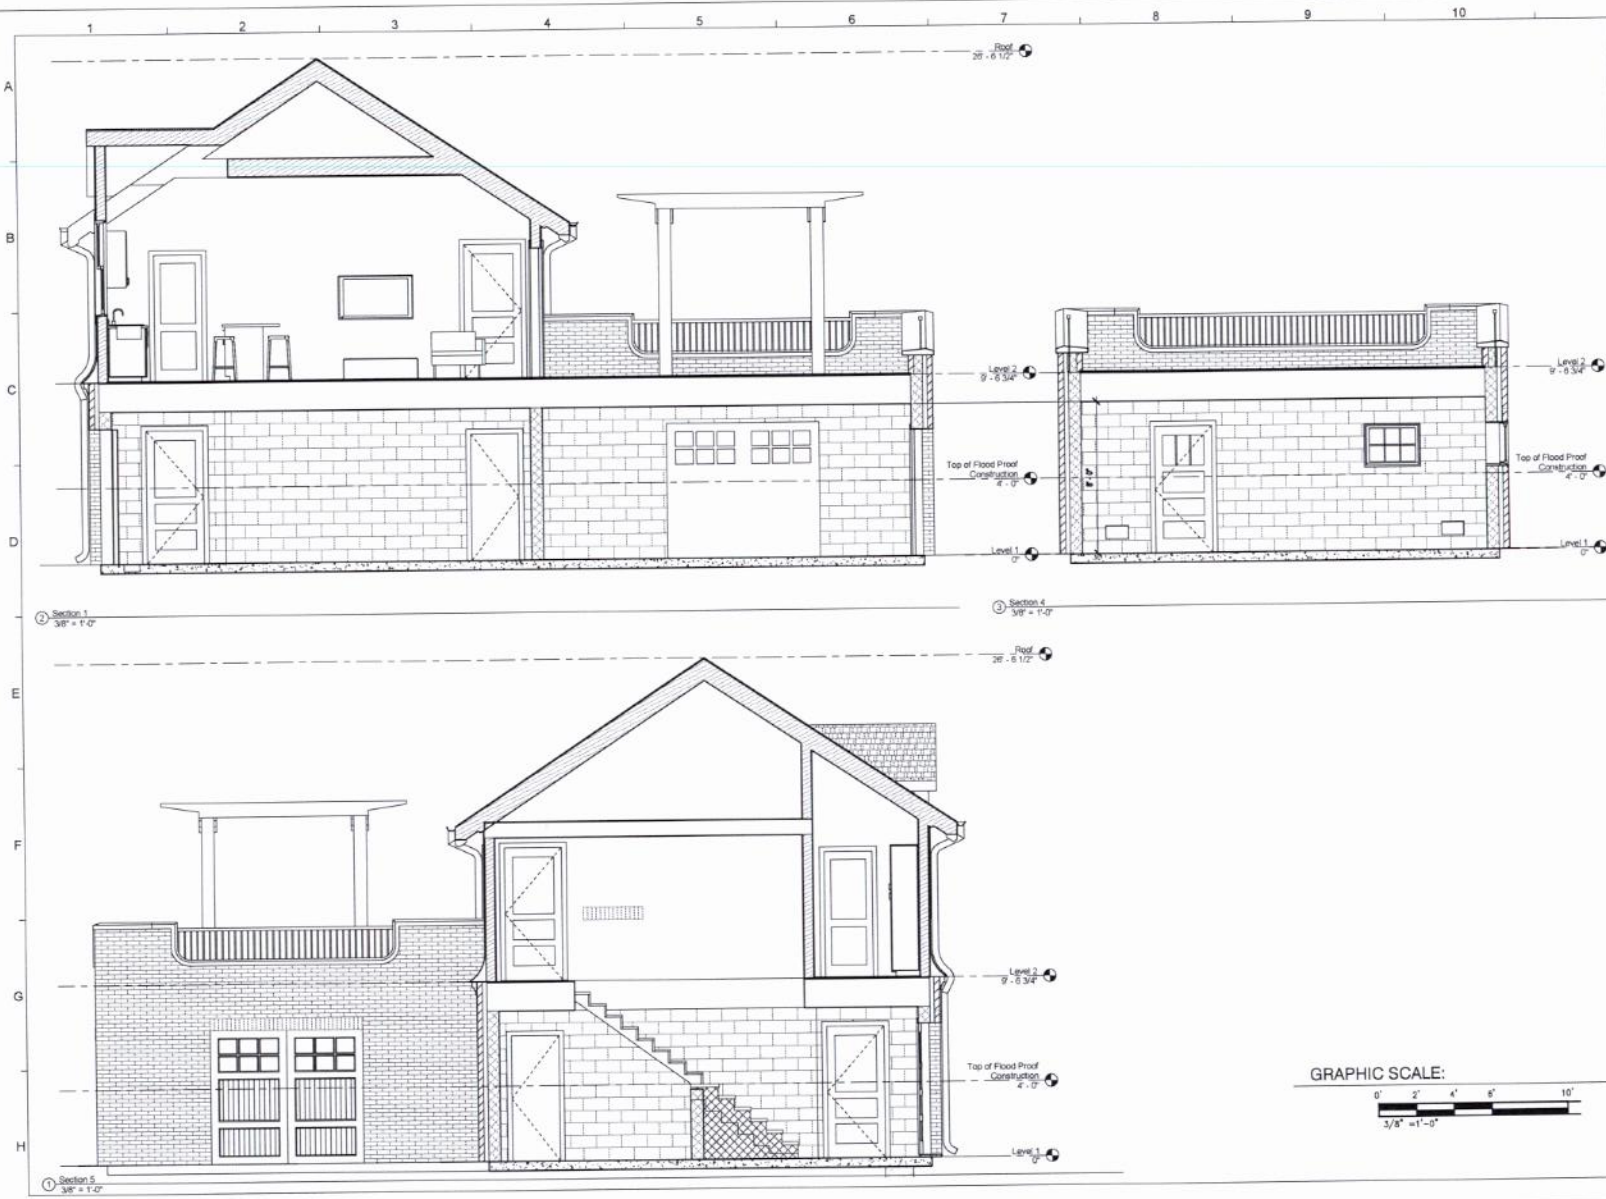 1 2 3 4 5 6 7 8 9 10
A
B
C
D
E
F
G
H
Roof
26' - 6 1/2"
Level 2
9' - 6 3/4"
Top of Flood Proof
Construction
4' - 0"
Level 1
0"
2 Section 1
3/8" = 1'-0"
Level 2
9' - 6 3/4"
Top of Flood Proof
Construction
4' - 0"
Level 1
0"
3 Section 4
3/8" = 1'-0"
Roof
26' - 6 1/2"
Level 2
9' - 6 3/4"
Top of Flood Proof
Construction
4' - 0"
Level 1
0"
1 Section 5
3/8" = 1'-0"
GRAPHIC SCALE:
0' 2' 4' 6' 10'
3/8" =1'-0"